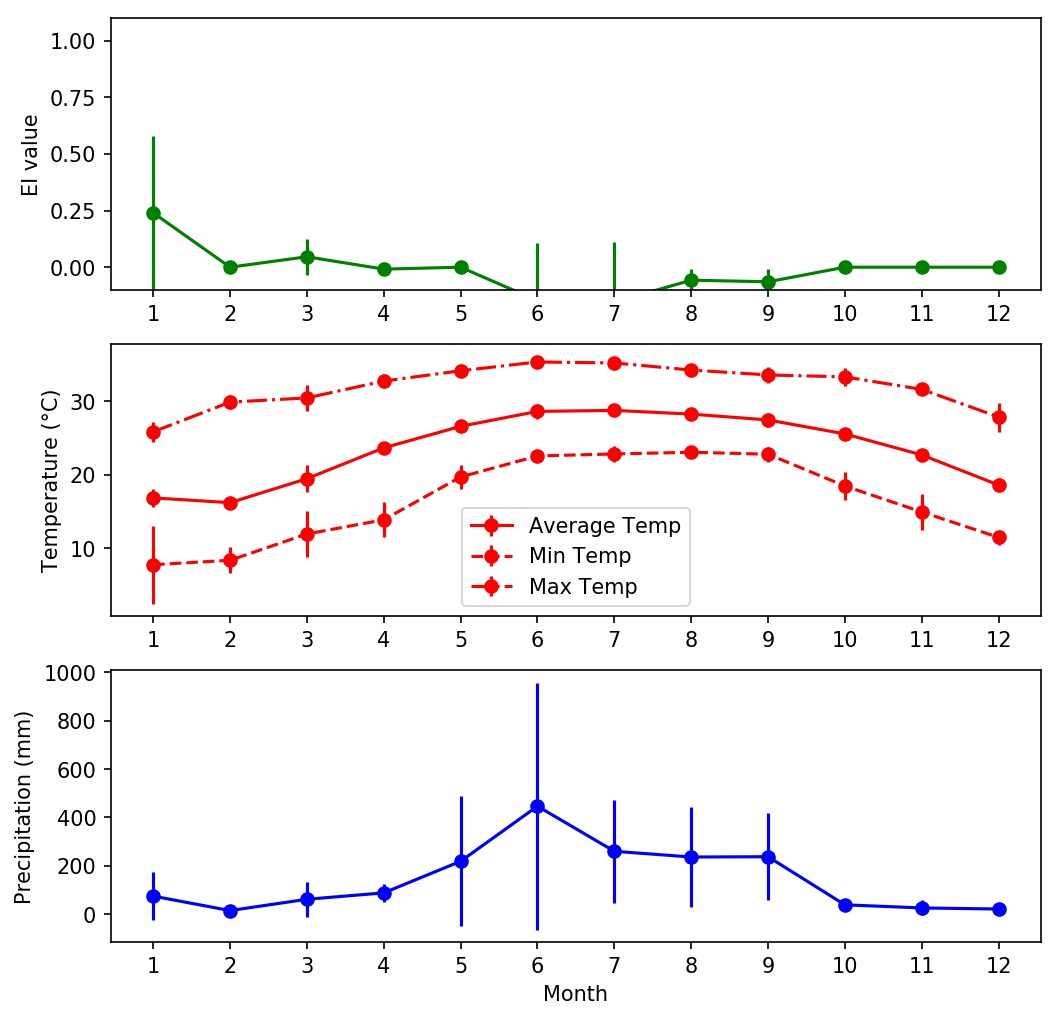 1.00
0.75
0.50
0.25
0.00
EI value
1 2 3 4 5 6 7 8 9 10 11 12
30
20
10
Temperature (°C)
Average Temp
Min Temp
Max Temp
1 2 3 4 5 6 7 8 9 10 11 12
1000
800
600
400
200
0
Precipitation (mm)
1 2 3 4 5 6 7 8 9 10 11 12
Month